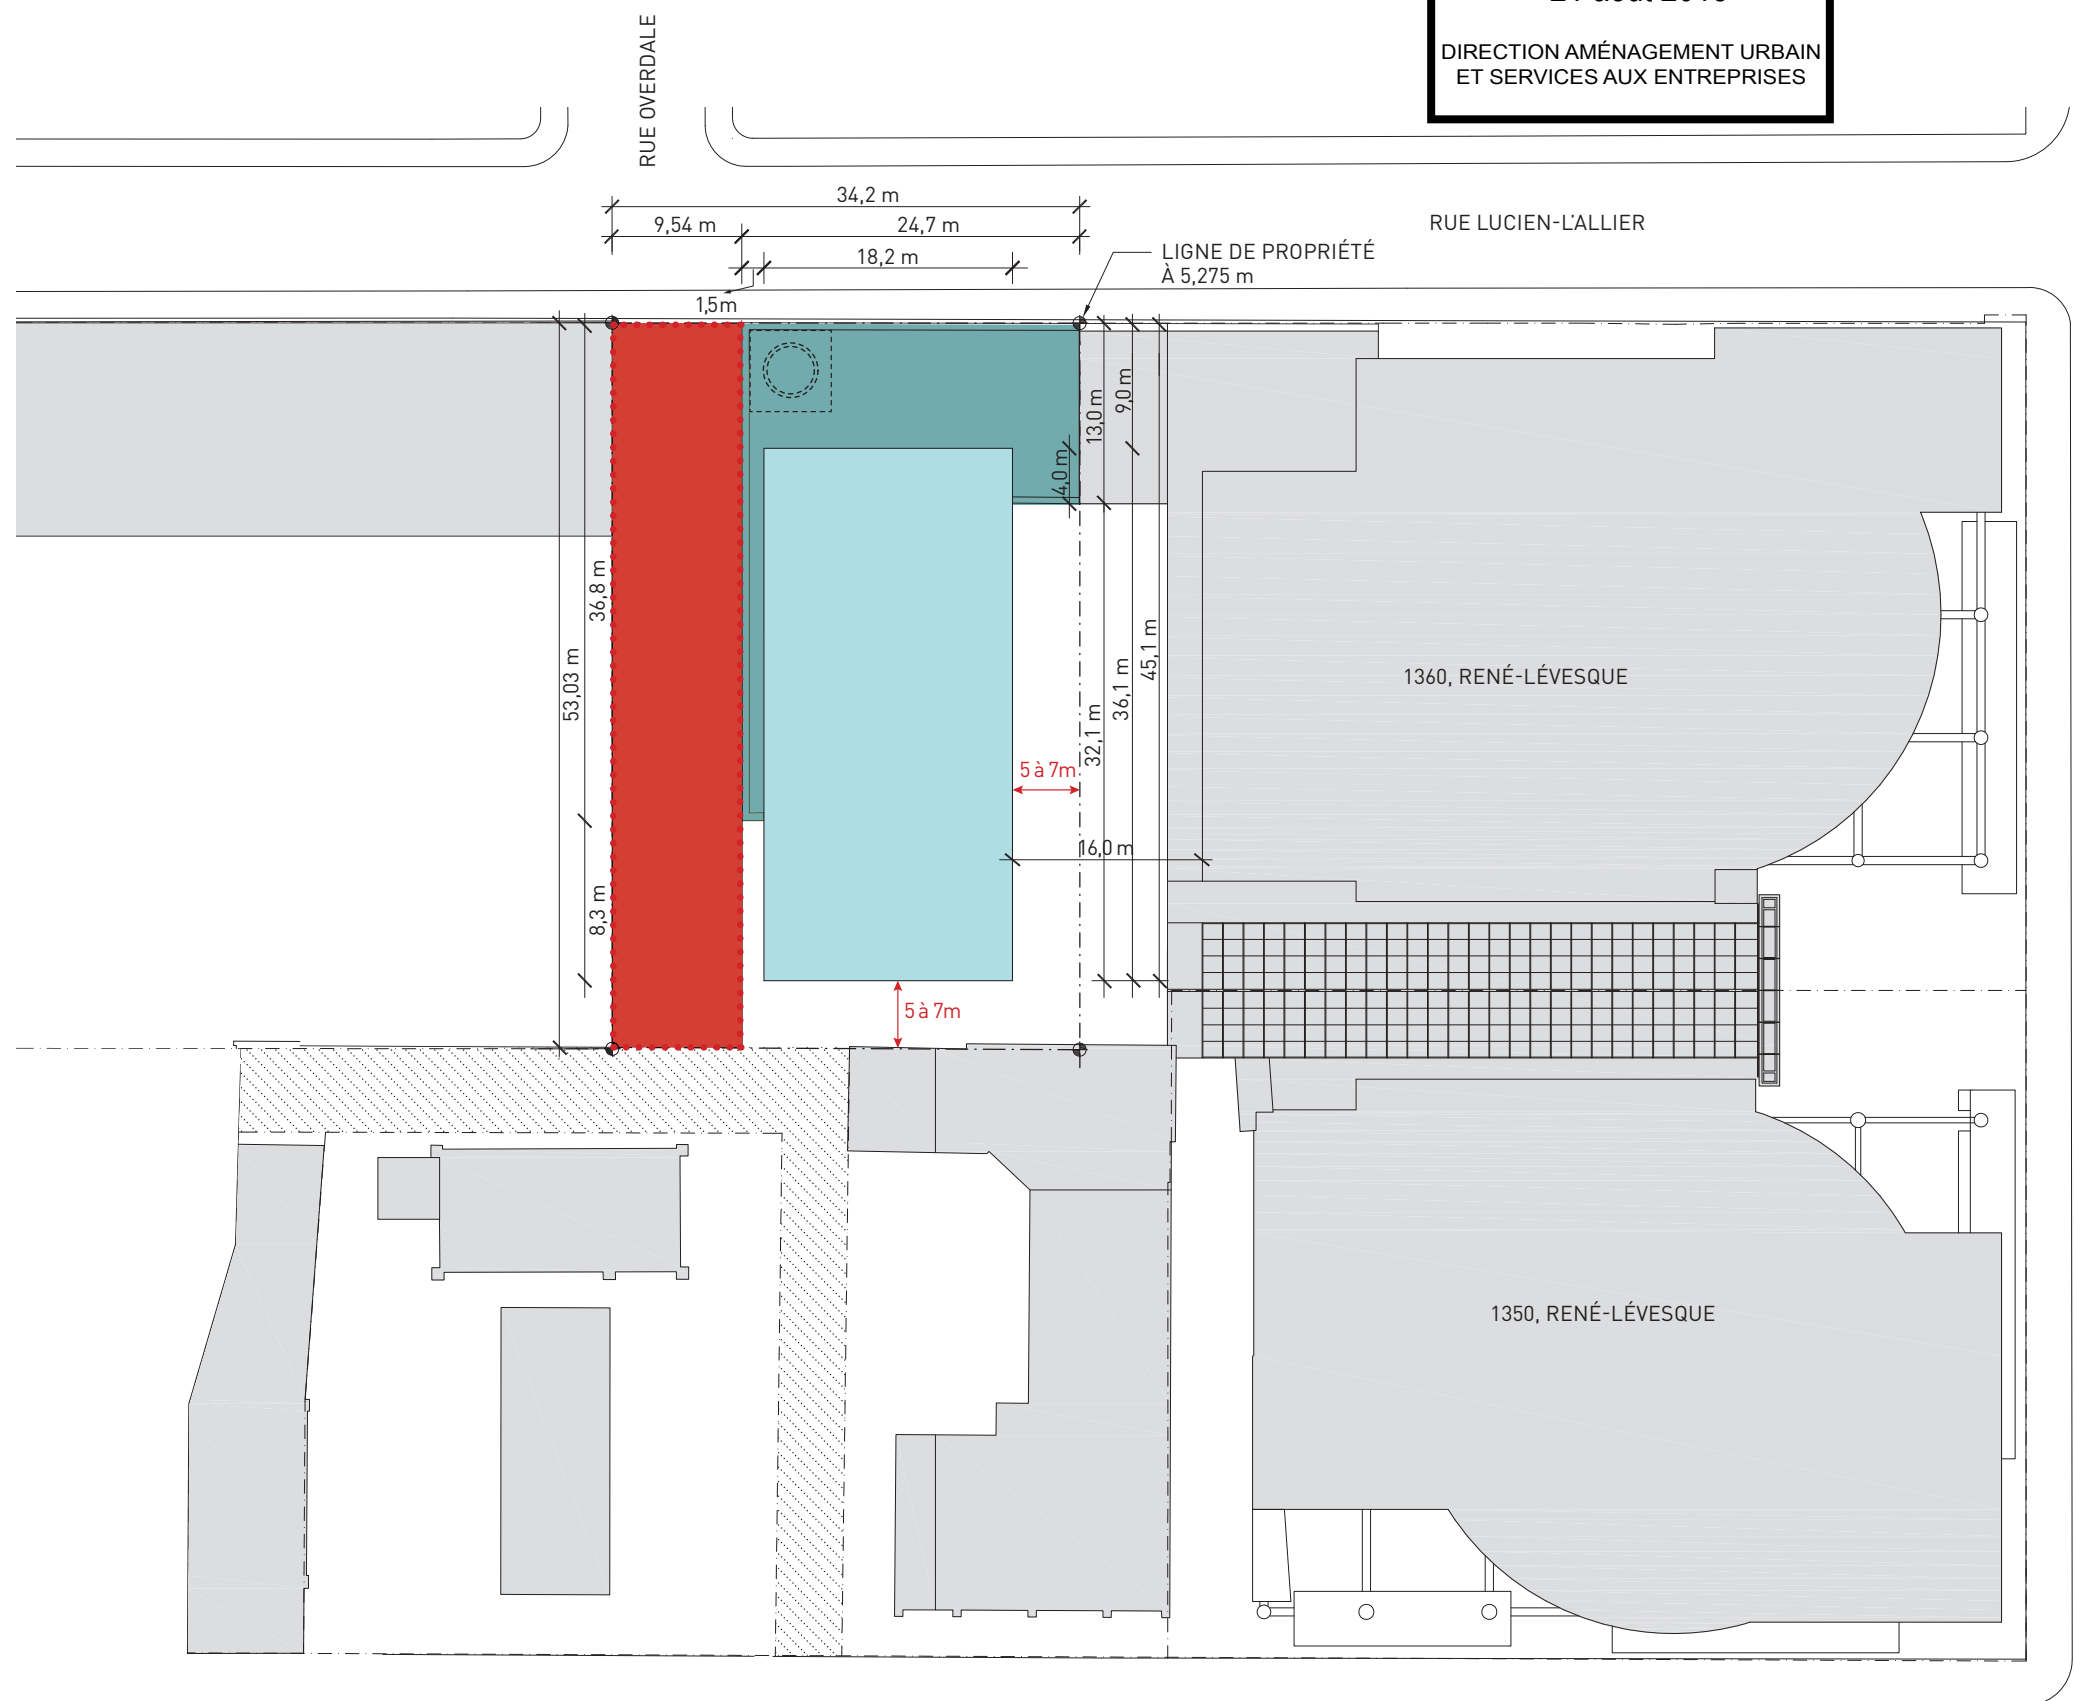 DIRECTION AMÉNAGEMENT URBAIN
ET SERVICES AUX ENTREPRISES
RUE OVERDALE
34,2 m
9,54 m
24,7 m
18,2 m
1,5m
RUE LUCIEN-L'ALLIER
LIGNE DE PROPRIÉTÉ
À 5,275 m
13,0 m
9,0 m
4,0 m
36,8 m
53,03 m
8,3 m
45,1 m
36,1 m
32,1 m
5 à 7m
16,0 m
5 à 7m
1360, RENÉ-LÉVESQUE
1350, RENÉ-LÉVESQUE